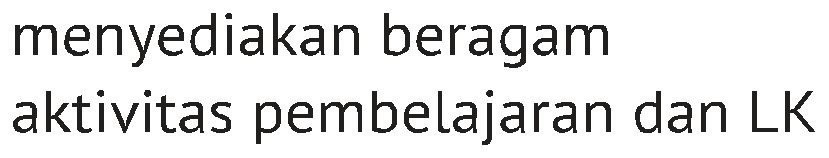 menyediakan beragam
aktivitas pembelajaran dan LK